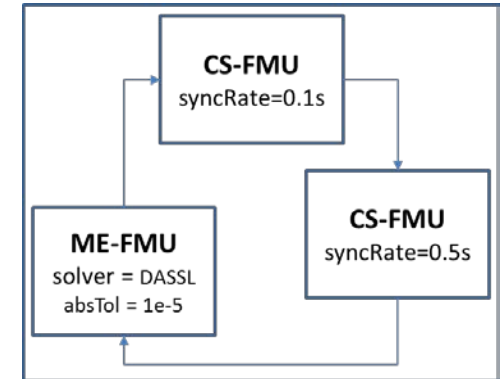 CS-FMU
syncRate=0.1s
CS-FMU
syncRate=0.5s
ME-FMU
solver = DASSL
absTol = 1e-5